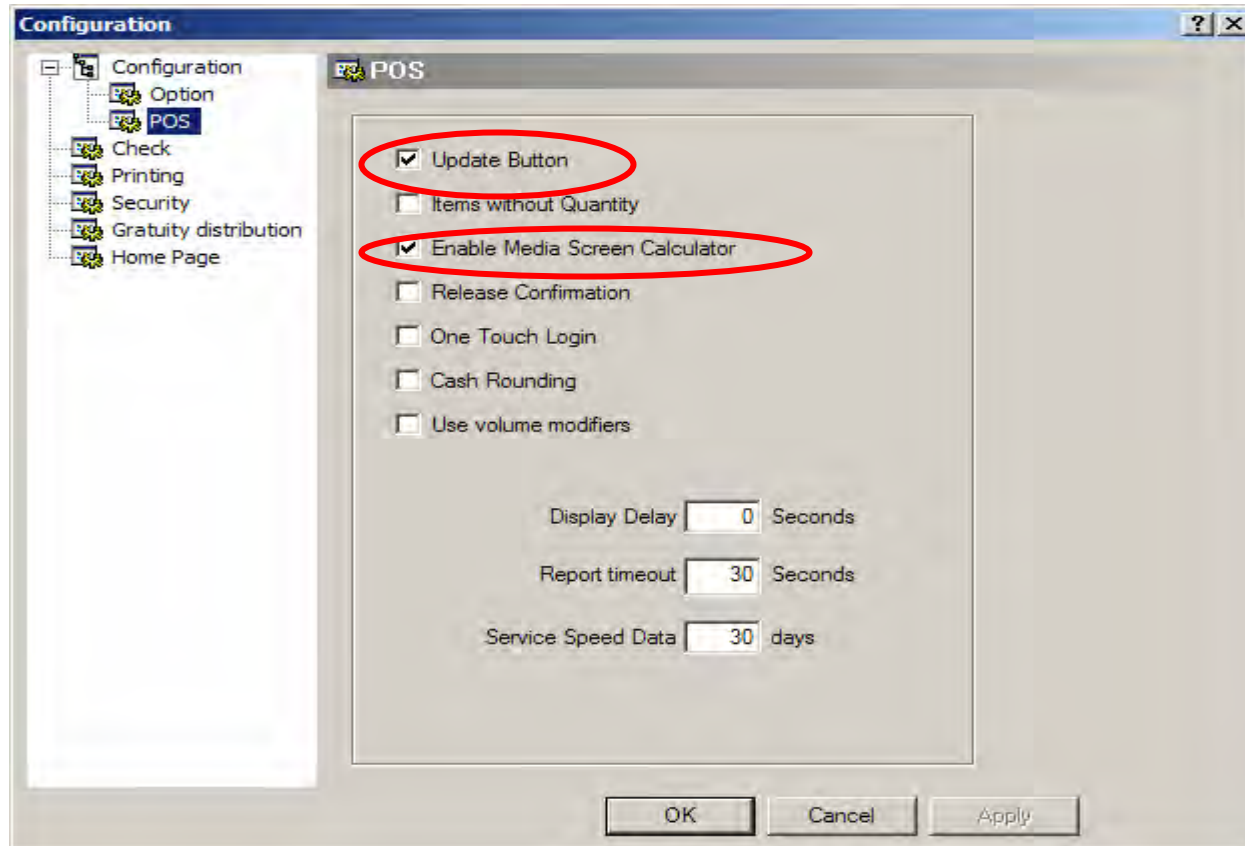 Configuration
Configuration
Option
POS
Check
Printing
Security
Gratuity distribution
Home Page
POS
Update Button
Items without Quantity
Enable Media Screen Calculator
Release Confirmation
One Touch Login
Cash Rounding
Use volume modifiers
Display Delay 0 Seconds
Report timeout 30 Seconds
Service Speed Data 30 days
OK Cancel Apply